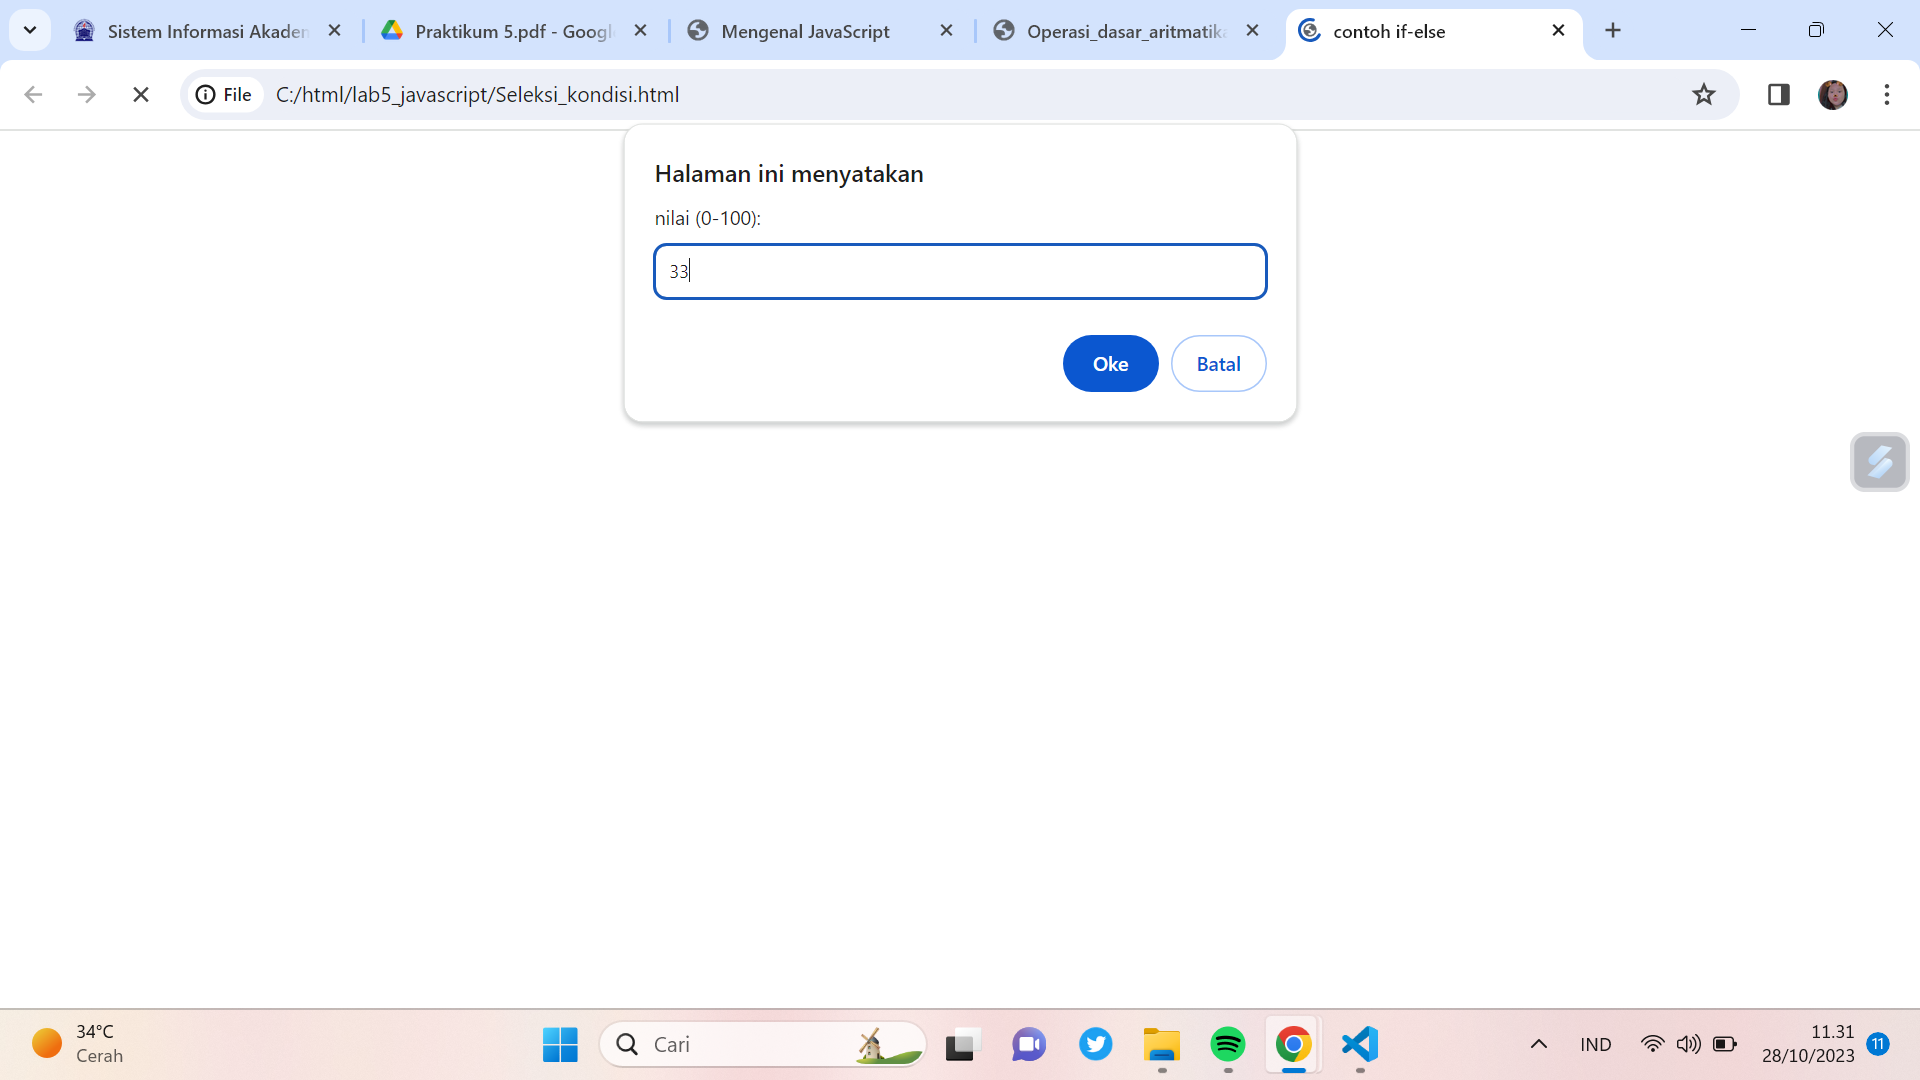 Sistem Informasi Akaden
Praktikum 5.pdf - Googl
Mengenal JavaScript
Operasi_dasar_aritmatika
contoh if-else
File
C:/html/lab5_javascript/Seleksi_kondisi.html
Halaman ini menyatakan
nilai (0-100):
33
Oke
Batal
34°C
Cerah
Cari
IND
11.31
28/10/2023
11